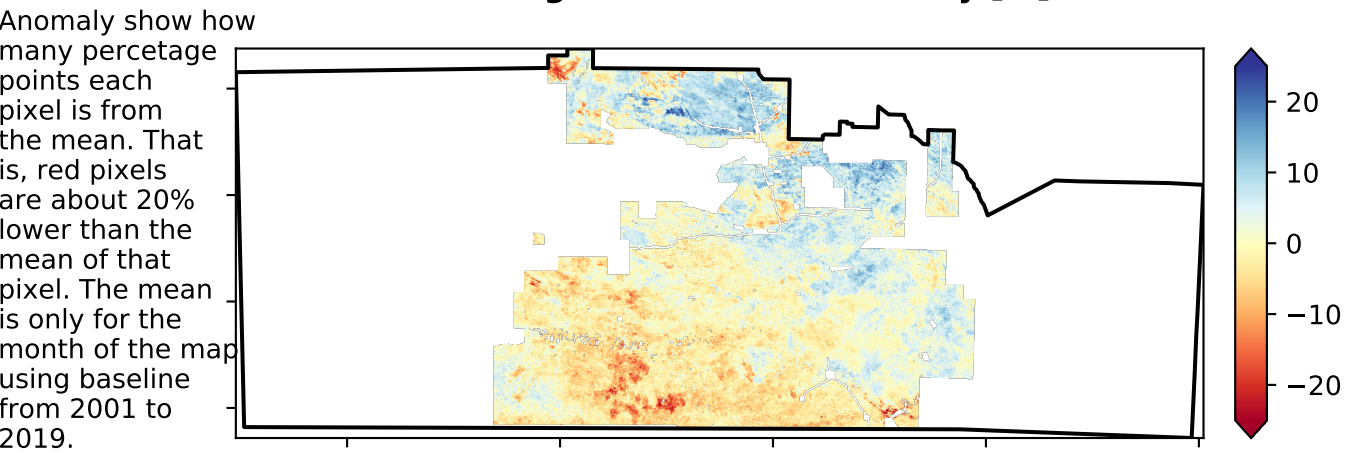 Anomaly show how
many percetage
points each
pixel is from
the mean. That
is, red pixels
are about 20%
lower than the
mean of that
pixel. The mean
is only for the
month of the map
using baseline
from 2001 to
2019.
20
10
0
−10
−20